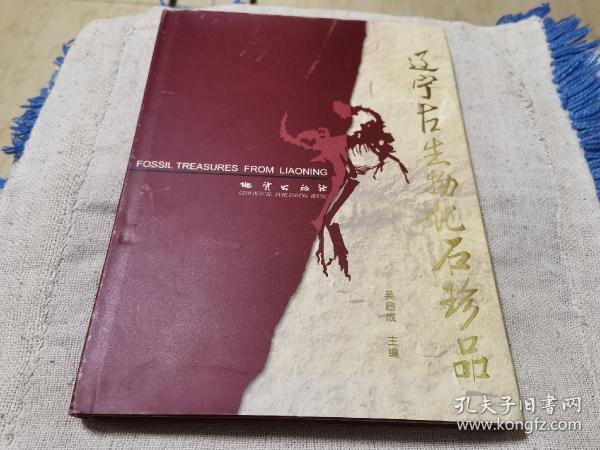 辽宁古生物化石珍品
FOSSIL TREASURES FROM LIAONING
地质出版社
GEOLOGICAL PUBLISHING HOUSE
吴启成 主编
孔夫子旧书网
www.kongfz.com